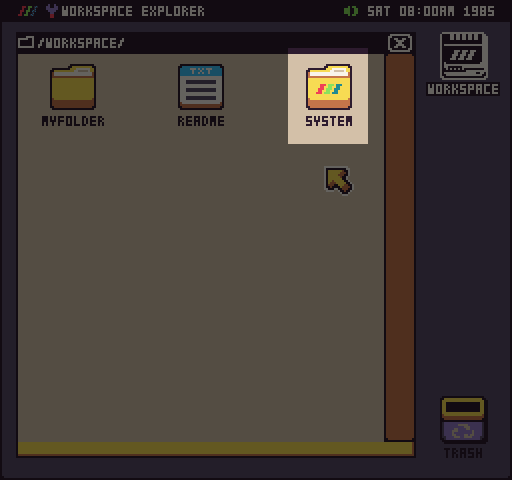 WORKSPACE EXPLORER
SAT 08:00AM 1985
/WORKSPACE/
WORKSPACE
TXT
MYFOLDER
README
SYSTEM
TRASH